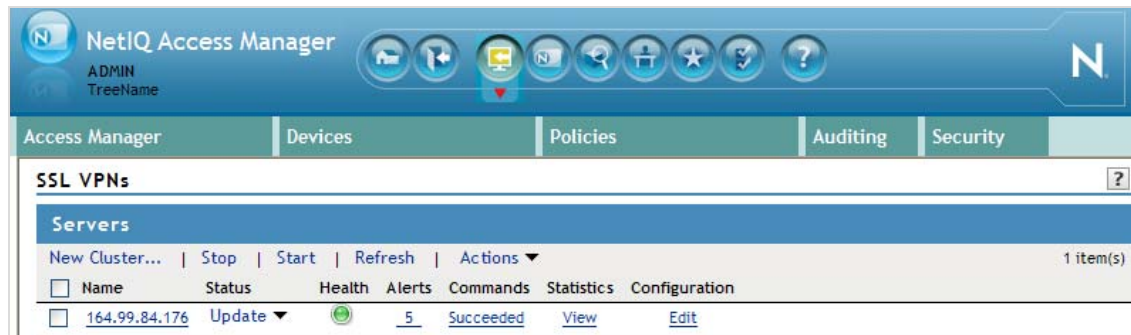 NetIQ Access Manager
ADMIN
TreeName
N
?
N
Access Manager Devices Policies Auditing Security
SSL VPNs ?
Servers
New Cluster... | Stop | Start | Refresh | Actions 1 item(s)
Name Status Health Alerts Commands Statistics Configuration
164.99.84.176 Update 5 Succeeded View Edit